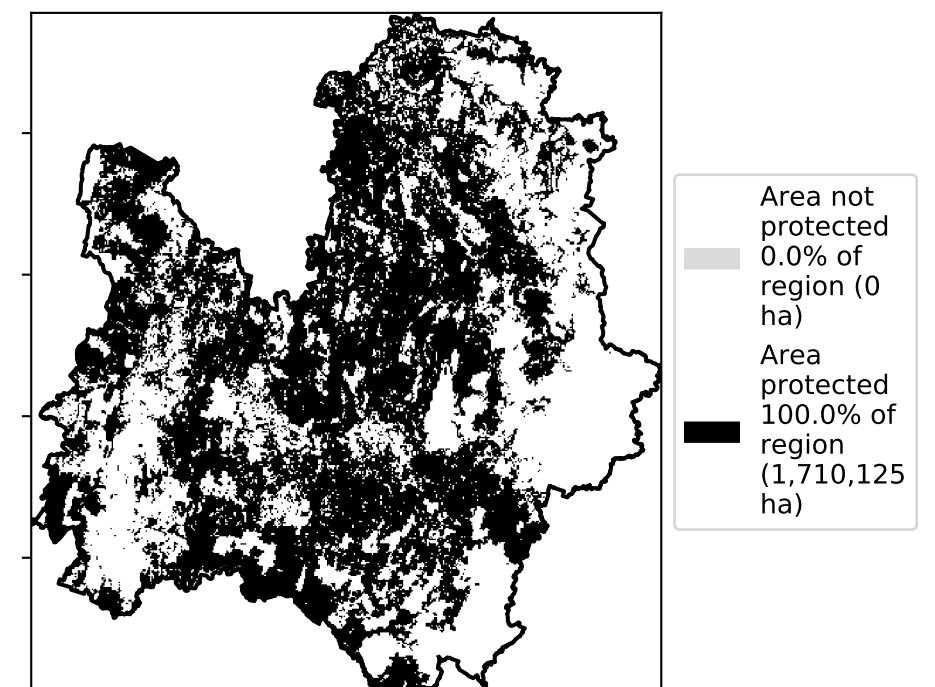 Area not
protected
0.0% of
region (0
ha)
Area
protected
100.0% of
region
(1,710,125
ha)